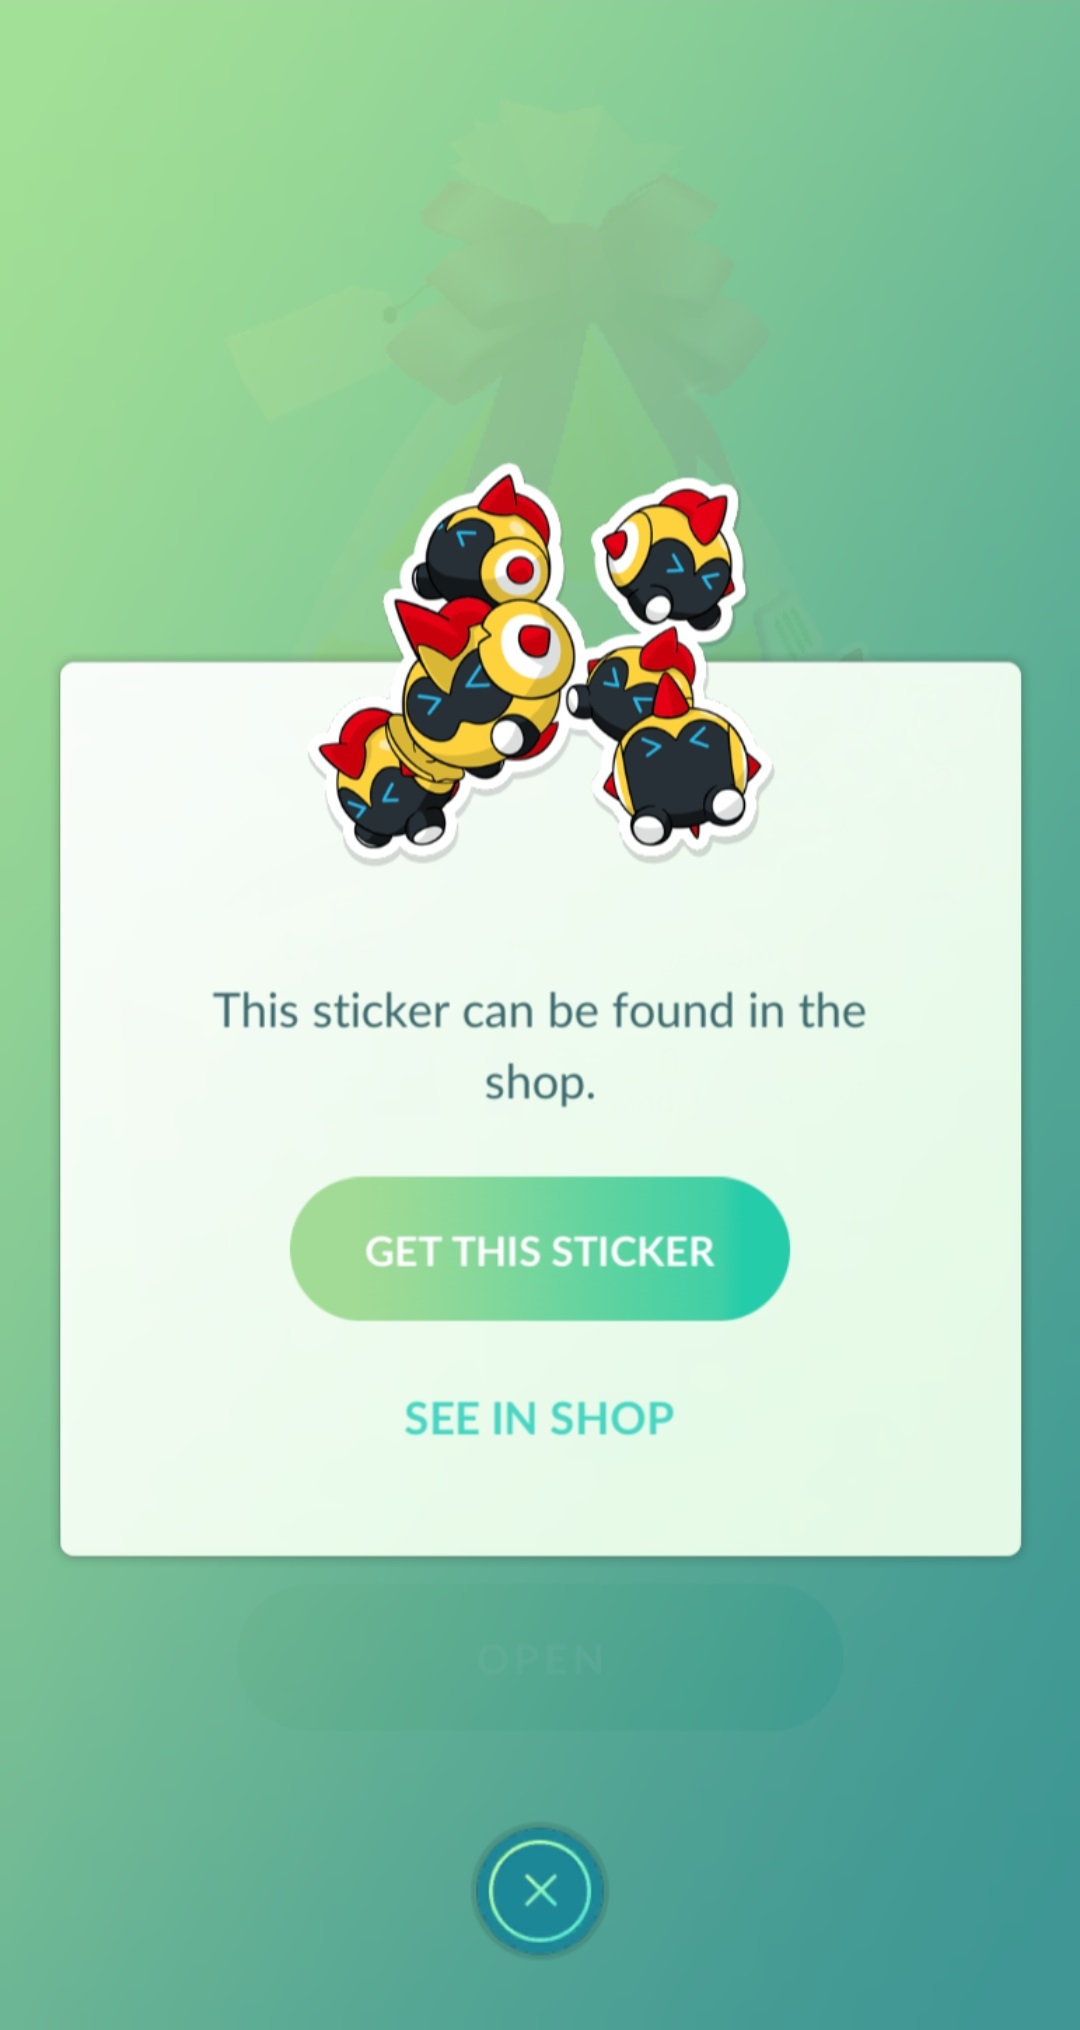 This sticker can be found in the
shop.
GET THIS STICKER
SEE IN SHOP
OPEN